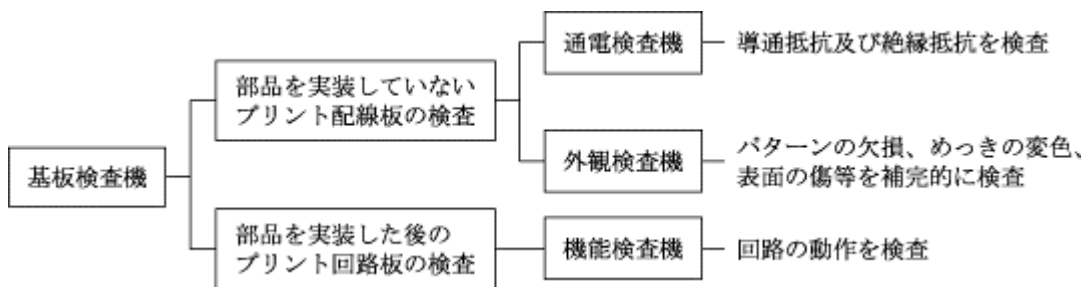 基板検査機
部品を実装していない
プリント配線板の検査
通電検査機
導通抵抗及び絶縁抵抗を検査
外観検査機
パターンの欠損、めっきの変色、
表面の傷等を補完的に検査
部品を実装した後の
プリント回路板の検査
機能検査機
回路の動作を検査